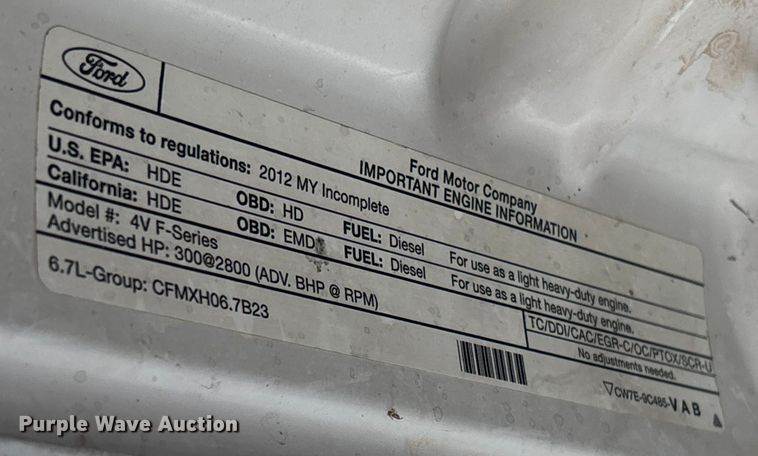 Ford
Ford Motor Company
IMPORTANT ENGINE INFORMATION
Conforms to regulations: 2012 MY Incomplete
U.S. EPA: HDE OBD: HD FUEL: Diesel For use as a light heavy-duty engine.
California: HDE OBD: EMD FUEL: Diesel For use as a light heavy-duty engine.
Model #: 4V F-Series
Advertised HP: 300@2800 (ADV. BHP @ RPM)
TC/DDI/CAC/EGR-C/OC/PTOX/SCR-U
No adjustments needed.
6.7L-Group: CFMXH06.7B23
CW7E-9C485-VAB
Purple Wave Auction